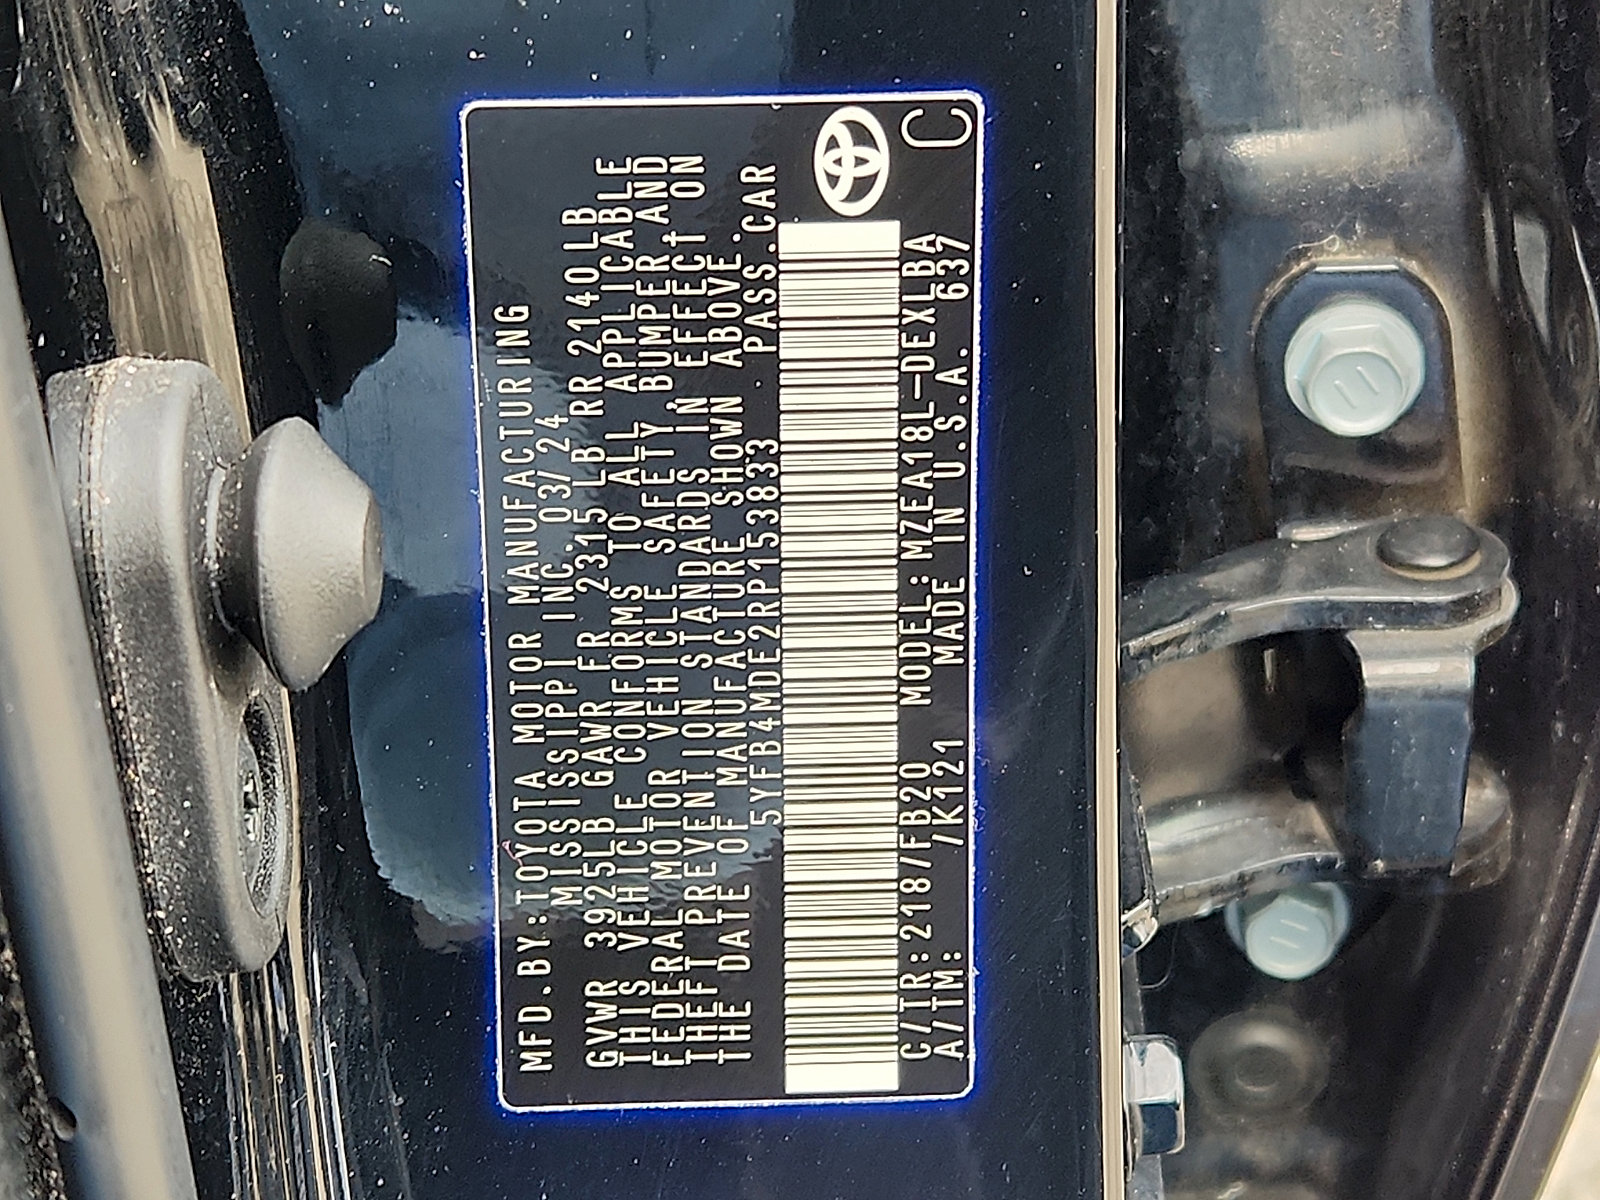 MFD.BY:TOYOTA MOTOR MANUFACTURING
MISSISSIPPI INC. 03/24
GVWR 3925LB GAWR FR 2315LB RR 2140LB
THIS VEHICLE CONFORMS TO ALL APPLICABLE
FEDERAL MOTOR VEHICLE SAFETY,BUMPER,AND
THEFT PREVENTION STANDARDS IN EFFECT ON
THE DATE OF MANUFACTURE SHOWN ABOVE.
5YFB4MDE2RP153833 PASS.CAR
C/TR:218/FB20 MODEL:MZEA18L-DEXLBA
A/TM: /K121 MADE IN U.S.A. 637
C